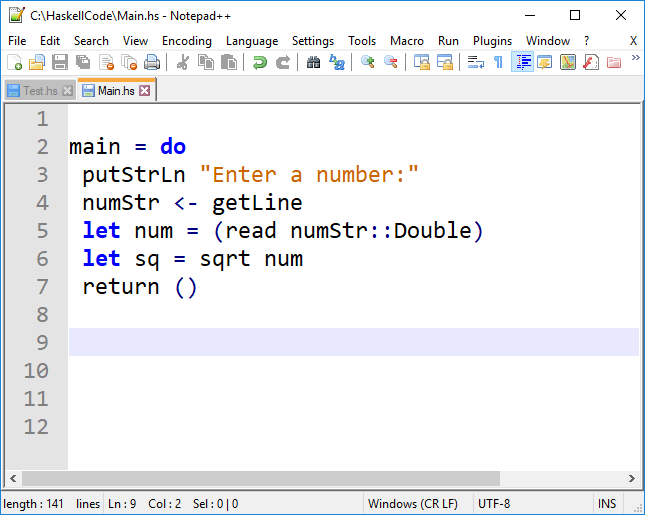 C:\HaskellCode\Main.hs - Notepad++
File Edit Search View Encoding Language Settings Tools Macro Run Plugins Window ? X
Test.hs Main.hs
1
2 main = do
3 putStrLn "Enter a number:"
4 numStr <- getLine
5 let num = (read numStr::Double)
6 let sq = sqrt num
7 return ()
8
9
10
11
12
length : 141 lines Ln : 9 Col : 2 Sel : 0 | 0 Windows (CR LF) UTF-8 INS